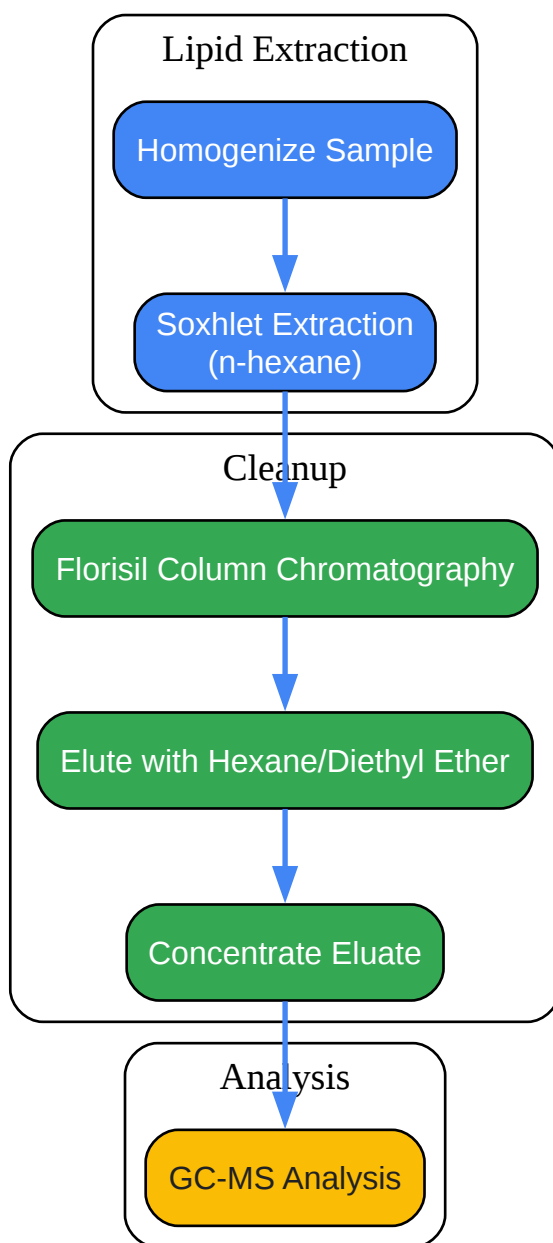 Lipid Extraction
Homogenize Sample
Soxhlet Extraction
(n-hexane)
Cleanup
Florisil Column Chromatography
Elute with Hexane/Diethyl Ether
Concentrate Eluate
Analysis
GC-MS Analysis